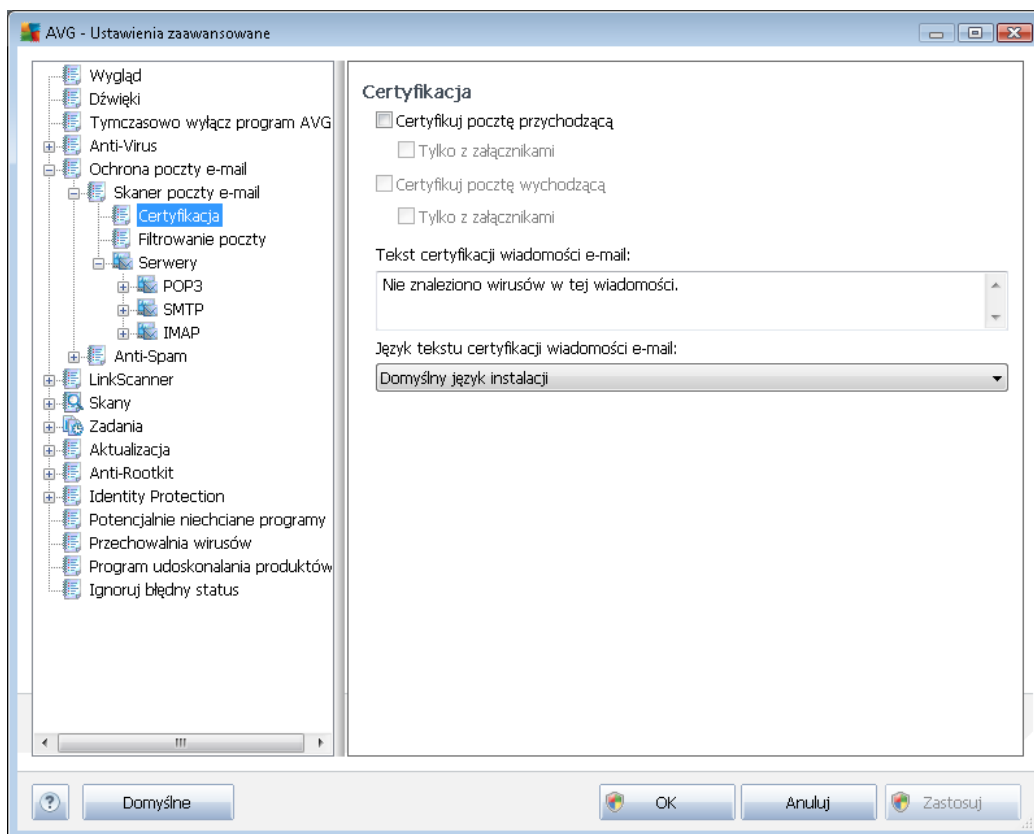 AVG - Ustawienia zaawansowane
Wygląd
Dźwięki
Tymczasowo wyłącz program AVG
Anti-Virus
Ochrona poczty e-mail
Skaner poczty e-mail
Certyfikacja
Filtrowanie poczty
Serwery
POP3
SMTP
IMAP
Anti-Spam
LinkScanner
Skany
Zadania
Aktualizacja
Anti-Rootkit
Identity Protection
Potencjalnie niechciane programy
Przechowalnia wirusów
Program udoskonalania produktów
Ignoruj błędny status
Certyfikacja
Certyfikuj pocztę przychodzącą
Tylko z załącznikami
Certyfikuj pocztę wychodzącą
Tylko z załącznikami
Tekst certyfikacji wiadomości e-mail:
Nie znaleziono wirusów w tej wiadomości.
Język tekstu certyfikacji wiadomości e-mail:
Domyślny język instalacji
? Domyślne OK Anuluj Zastosuj